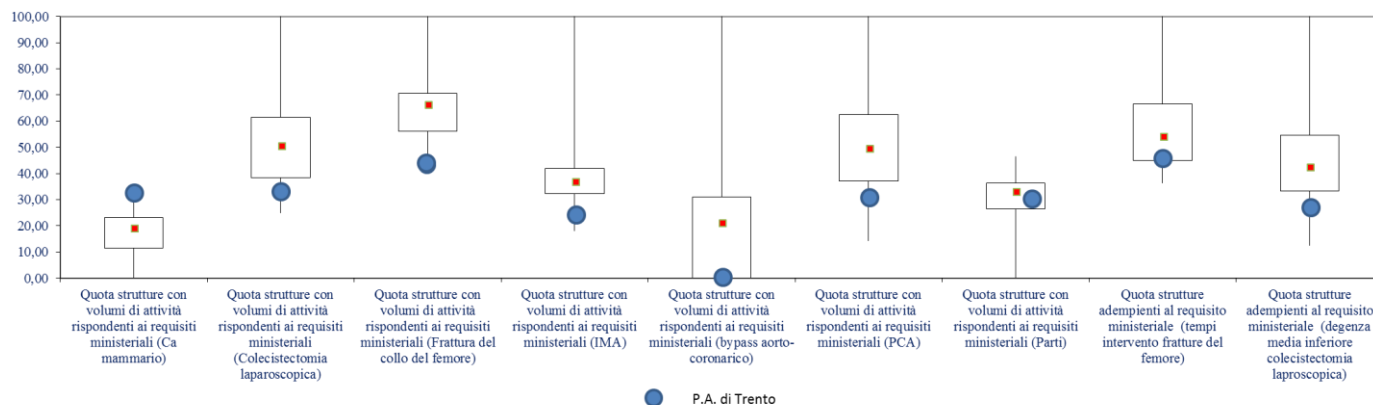 100,00
90,00
80,00
70,00
60,00
50,00
40,00
30,00
20,00
10,00
0,00
Quota strutture con
volumi di attività
rispondenti ai requisiti
ministeriali (Ca
mammario)
Quota strutture con
volumi di attività
rispondenti ai requisiti
ministeriali
(Colecistectomia
laparoscopica)
Quota strutture con
volumi di attività
rispondenti ai requisiti
ministeriali (Frattura del
collo del femore)
Quota strutture con
volumi di attività
rispondenti ai requisiti
ministeriali (IMA)
Quota strutture con
volumi di attività
rispondenti ai requisiti
ministeriali (bypass aorto-
coronarico)
Quota strutture con
volumi di attività
rispondenti ai requisiti
ministeriali (PCA)
Quota strutture con
volumi di attività
rispondenti ai requisiti
ministeriali (Parti)
Quota strutture
adempienti al requisito
ministeriale (tempi
intervento fratture del
femore)
Quota strutture
adempienti al requisito
ministeriale (degenza
media inferiore
colecistectomia
laproscopica)
P.A. di Trento